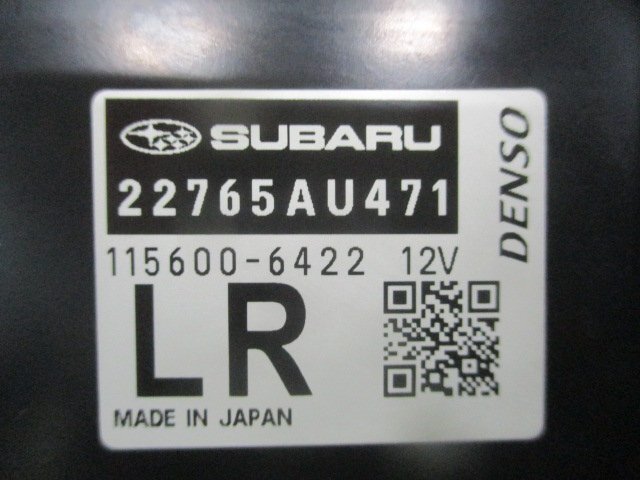 SUBARU
22765AU471
DENSO
115600-6422 12V
LR
MADE IN JAPAN